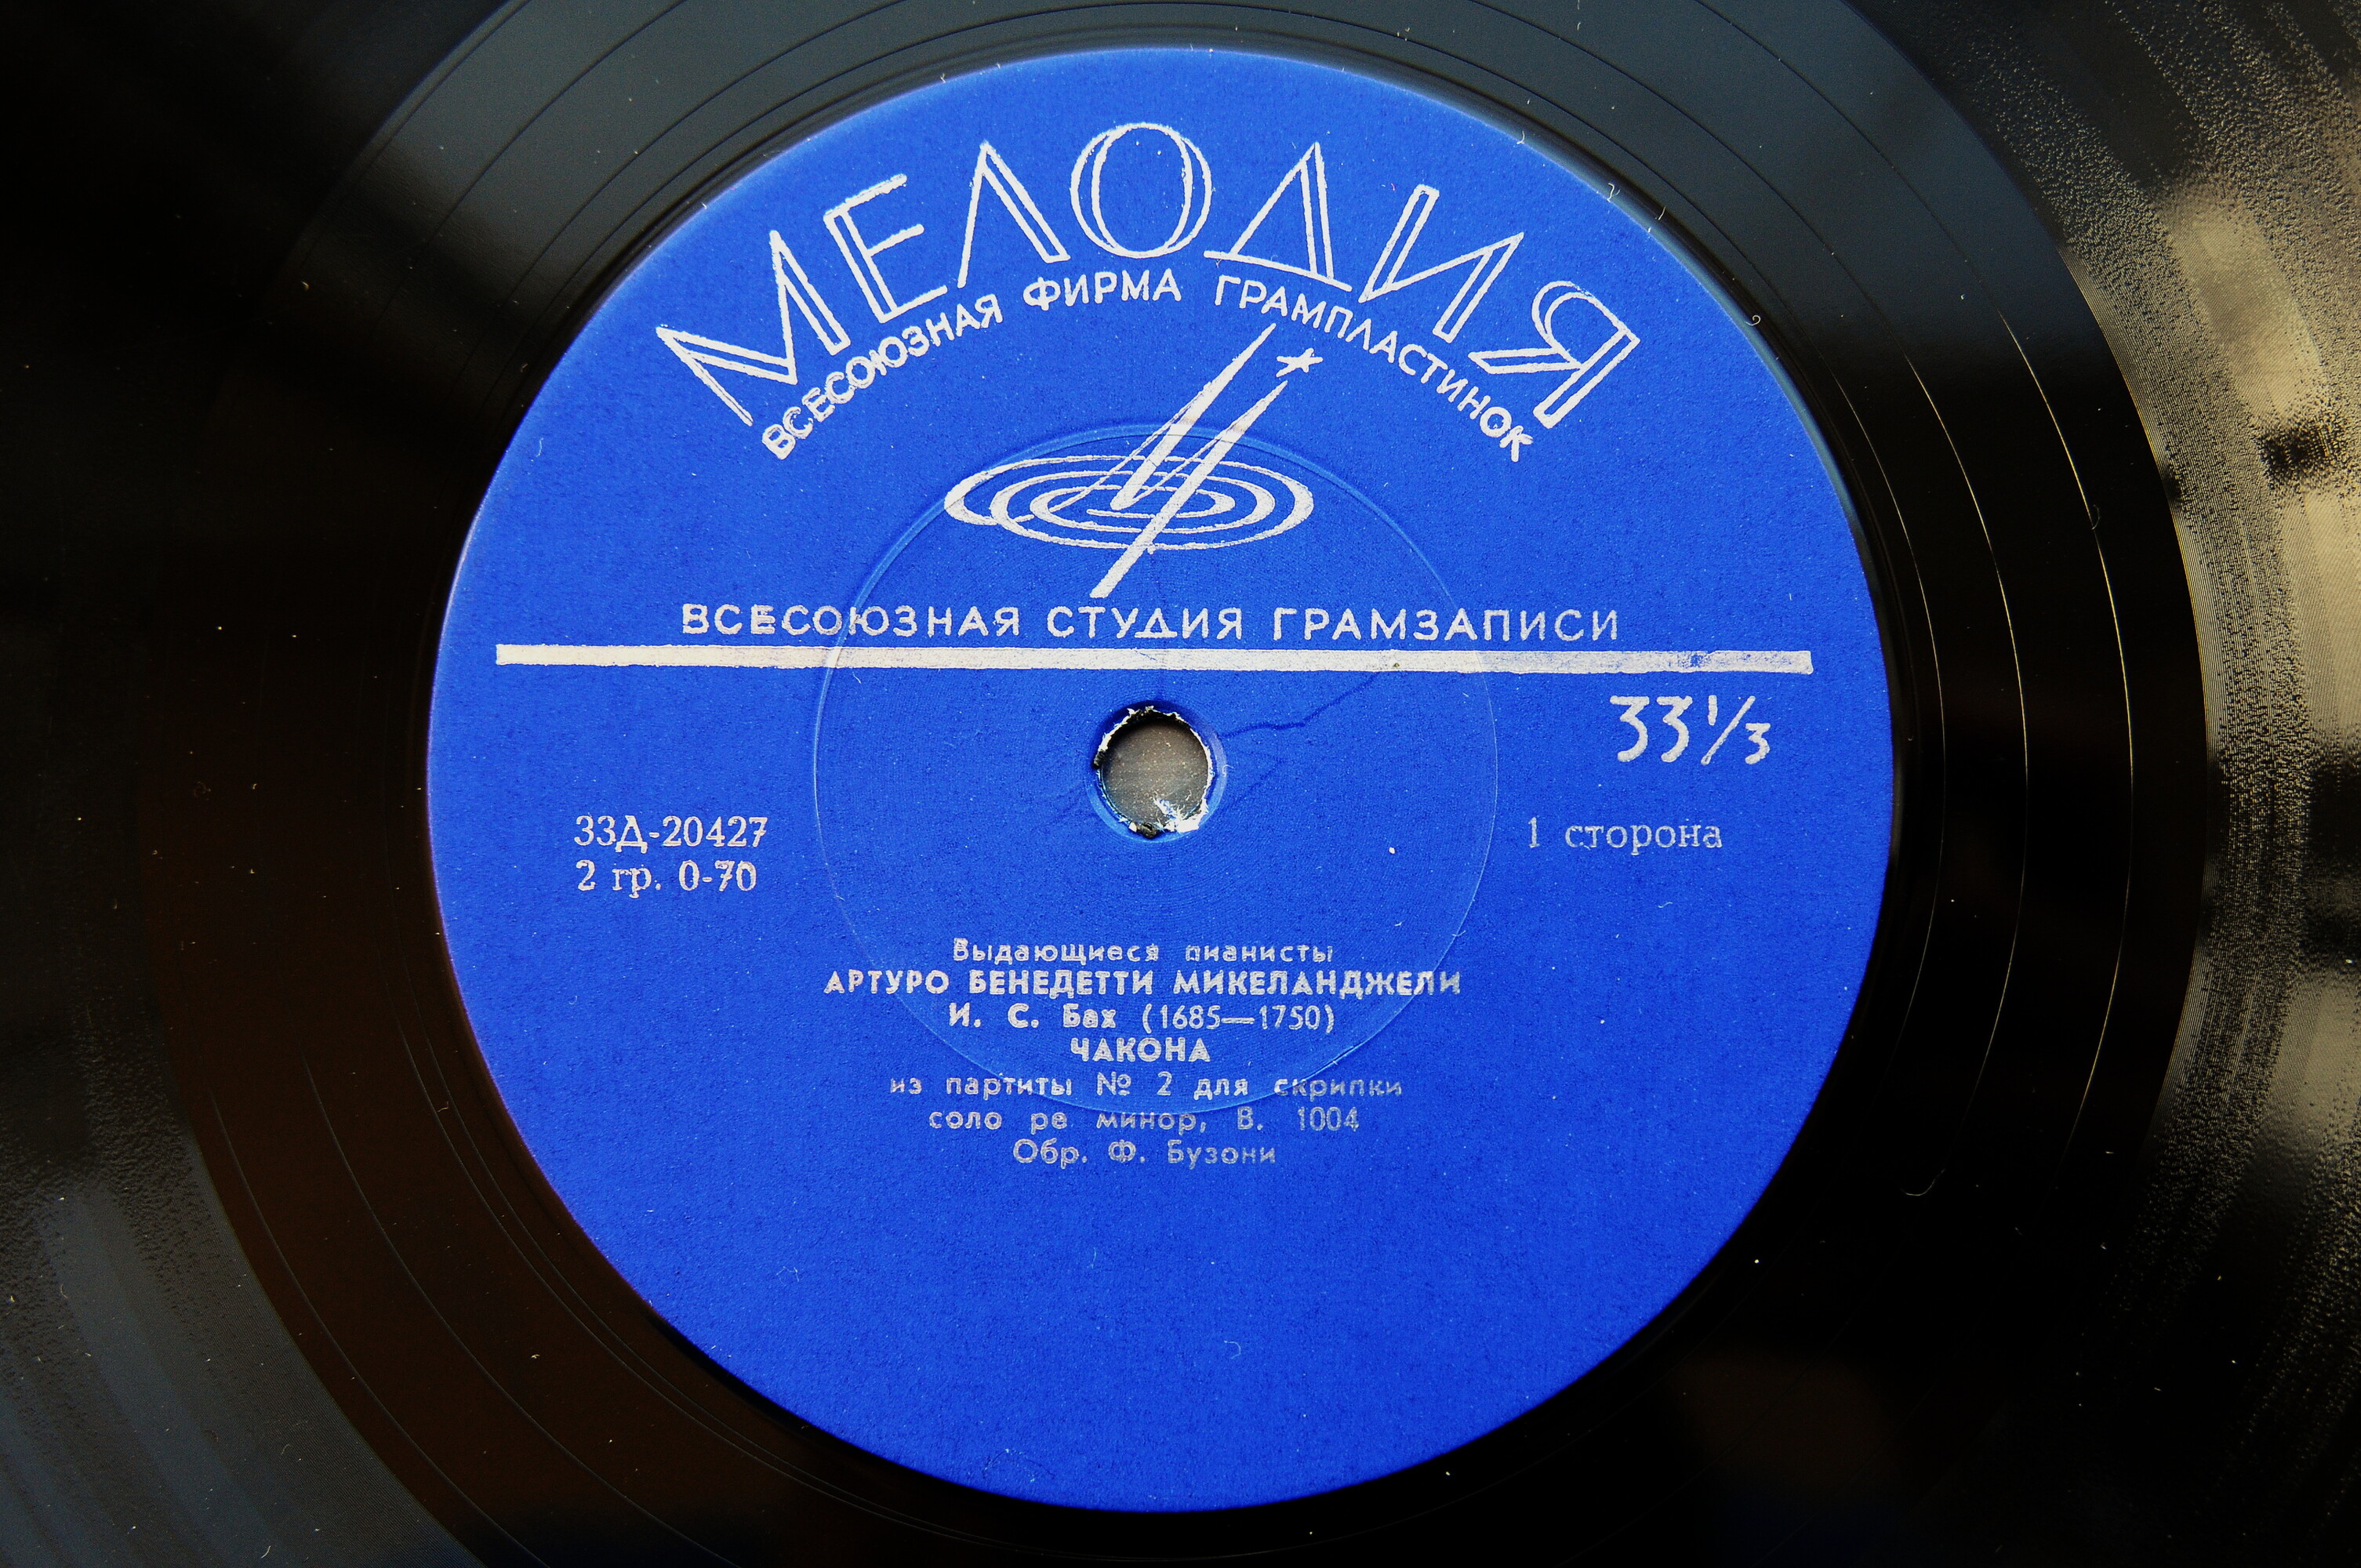 МЕЛОДИЯ
ВСЕСОЮЗНАЯ ФИРМА ГРАМПЛАСТИНОК
ВСЕСОЮЗНАЯ СТУДИЯ ГРАМЗАПИСИ
33⅓
33Д-20427
1 сторона
2 гр. 0-70
Выдающиеся пианисты
АРТУРО БЕНЕДЕТТИ МИКЕЛАНДЖЕЛИ
И. С. Бах (1685—1750)
ЧАКОНА
из партиты № 2 для скрипки
соло ре минор, В. 1004
Обр. Ф. Бузони